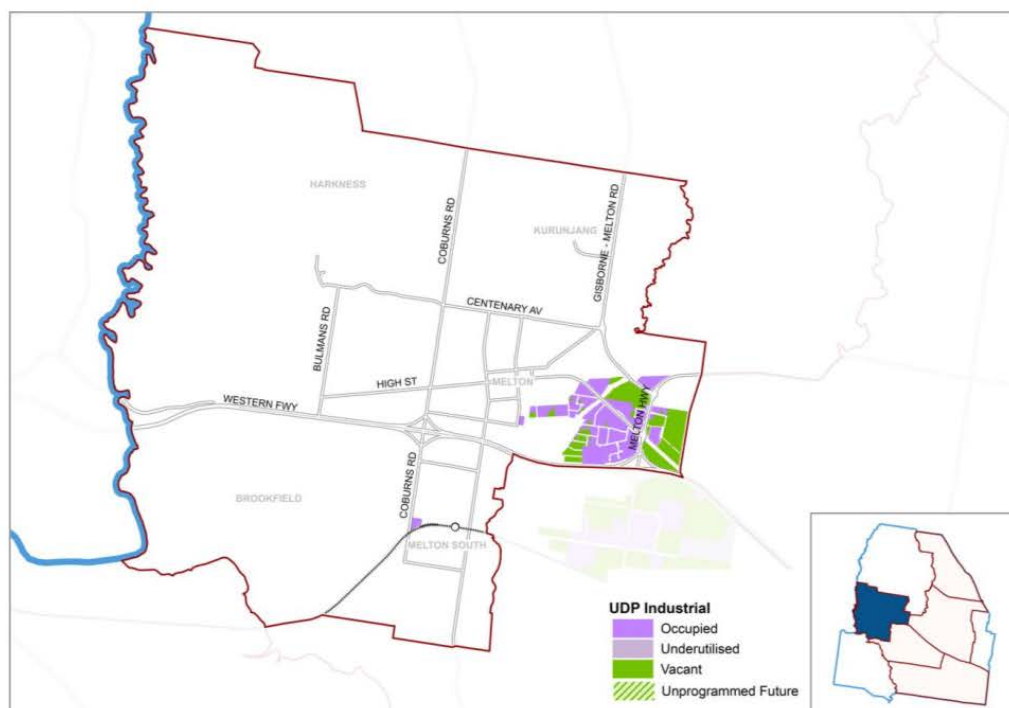 HARKNESS
COBURNS RD
KURUNJANG
GISBORNE - MELTON RD
CENTENARY AV
BULMANS RD
HIGH ST
MELTON
WESTERN FWY
MELTON HWY
BROOKFIELD
COBURNS RD
MELTON SOUTH
UDP Industrial
Occupied
Underutilised
Vacant
Unprogrammed Future